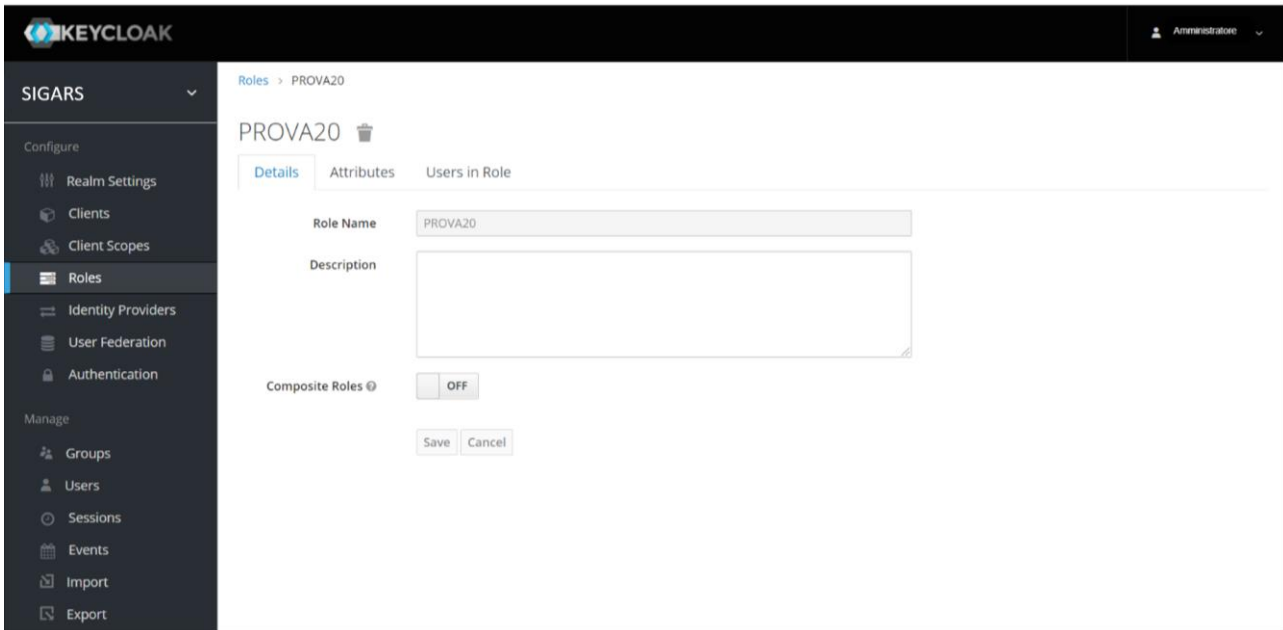 KEYCLOAK
Amministratore
SIGARS
Roles > PROVA20
PROVA20
Configure
Details Attributes Users in Role
Realm Settings
Clients
Role Name PROVA20
Client Scopes
Description
Roles
Identity Providers
User Federation
Authentication
Composite Roles OFF
Manage
Save Cancel
Groups
Users
Sessions
Events
Import
Export